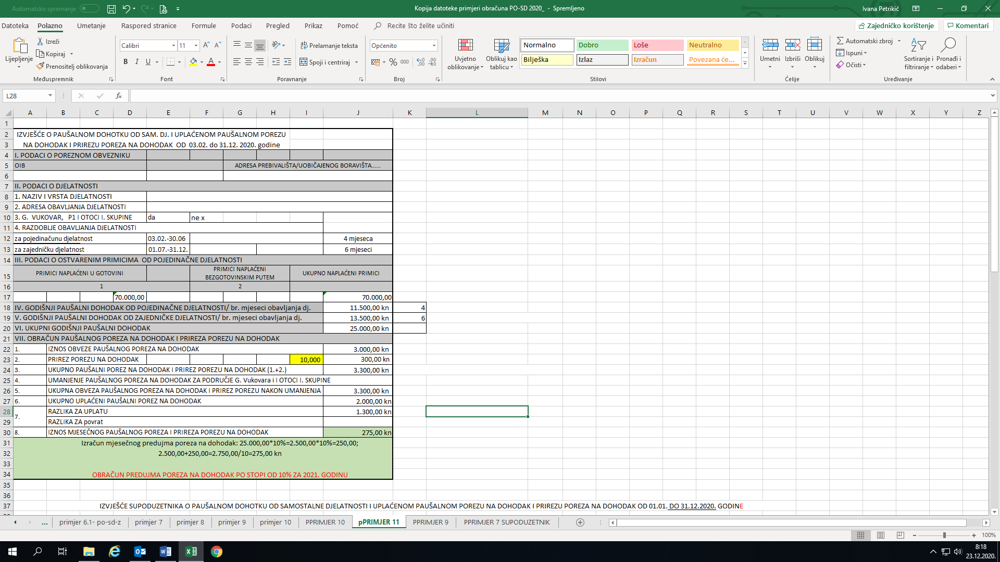 Automatsko spremanje
Kopija datoteke primjeri obračuna PO-SD 2020_ - Spremljeno
Ivana Petrikić
Datoteka Polazno Umetanje Raspored stranice Formule Podaci Pregled Prikaz Pomoć Recite što želite učiniti
Zajedničko korištenje Komentari
Lijepljenje
Izreži
Kopiraj
Prenositelj oblikovanja
Međuspremnik
Calibri 11 A A
B I U A
Font
Prelamanje teksta
Spoji i centriraj
Poravnanje
Općenito
% 000
Broj
Uvjetno oblikovanje
Oblikuj kao tablicu
Normalno Dobro Loše Neutralno
Bilješka Izlaz Izračun Povezana će...
Stilovi
Umetni Izbriši Oblikuj
Ćelije
Automatski zbroj
Ispuni
Očisti
Sortiranje i filtriranje
Pronađi i odaberi
Uređivanje
L28 fx
A B C D E F G H I J K L M N O P Q R S T U V W X Y Z
1
2 IZVJEŠĆE O PAUŠALNOM DOHOTKU OD SAM. DJ. I UPLAĆENOM PAUŠALNOM POREZU
3 NA DOHODAK I PRIREZU POREZA NA DOHODAK OD 03.02. do 31.12. 2020. godine
4 I. PODACI O POREZNOM OBVEZNIKU
5 OIB ADRESA PREBIVALIŠTA/UOBIČAJENOG BORAVIŠTA......
6
7 II. PODACI O DJELATNOSTI
8 1. NAZIV I VRSTA DJELATNOSTI
9 2. ADRESA OBAVLJANJA DJELATNOSTI
10 3. G. VUKOVAR, P1 I OTOCI I. SKUPINE da ne x
11 4. RAZDOBLJE OBAVLJANJA DJELATNOSTI
12 za pojedinačunu djelatnost 03.02.-30.06 4 mjeseca
13 za zajedničku djelatnost 01.07.-31.12. 6 mjeseci
14 III. PODACI O OSTVARENIM PRIMICIMA OD POJEDINAČNE DJELATNOSTI
15 PRIMICI NAPLAĆENI U GOTOVINI PRIMICI NAPLAĆENI BEZGOTOVINSKIM PUTEM UKUPNO NAPLAĆENI PRIMICI
16 1 2
17 70.000,00 70.000,00
18 IV. GODIŠNJI PAUŠALNI DOHODAK OD POJEDINAČNE DJELATNOSTI/ br. mjeseci obavljanja dj. 11.500,00 kn 4
19 V. GODIŠNJI PAUŠALNI DOHODAK OD ZAJEDNIČKE DJELATNOSTI/ br. mjeseci obavljanja dj. 13.500,00 kn 6
20 VI. UKUPNI GODIŠNJI PAUŠALNI DOHODAK 25.000,00 kn
21 VII. OBRAČUN PAUŠALNOG POREZA NA DOHODAK I PRIREZA POREZU NA DOHODAK
22 1. IZNOS OBVEZE PAUŠALNOG POREZA NA DOHODAK 3.000,00 kn
23 2. PRIREZ POREZU NA DOHODAK 10,000 300,00 kn
24 3. UKUPNO PAUŠALNI POREZ NA DOHODAK I PRIREZ POREZU NA DOHODAK (1.+2.) 3.300,00 kn
25 4. UMANJENJE PAUŠALNOG POREZA NA DOHODAK ZA PODRUČJE G. Vukovara i I OTOCI I. SKUPINE
26 5. UKUPNA OBVEZA PAUŠALNOG POREZA NA DOHODAK I PRIREZ POREZU NAKON UMANJENJA 3.300,00 kn
27 6. UKUPNO UPLAĆENI PAUŠALNI POREZ NA DOHODAK 2.000,00 kn
28 7. RAZLIKA ZA UPLATU 1.300,00 kn
29 RAZLIKA ZA povrat
30 8. IZNOS MJESEČNOG PAUŠALNOG POREZA I PRIREZA POREZU NA DOHODAK 275,00 kn
31 Izračun mjesečnog predujma poreza na dohodak: 25.000,00*10%=2.500,00*10%=250,00;
32 2.500,00+250,00=2.750,00/10=275,00 kn
33
34 OBRAČUN PREDUJMA POREZA NA DOHODAK PO STOPI OD 10% ZA 2021. GODINU
35
36
37 IZVJEŠĆE SUPODUZETNIKA O PAUŠALNOM DOHOTKU OD SAMOSTALNE DJELATNOSTI I UPLAĆENOM PAUŠALNOM POREZU NA DOHODAK I PRIREZU POREZA NA DOHODAK OD 01.01. DO 31.12.2020. GODINE
... primjer 6.1- po-sd-z primjer 7 primjer 8 primjer 9 primjer 10 PPRIMJER 10 pPRIMJER 11 PPRIMJER 9 PPRIMJER 7 SUPODUZETNIK
100%
8:18
23.12.2020.